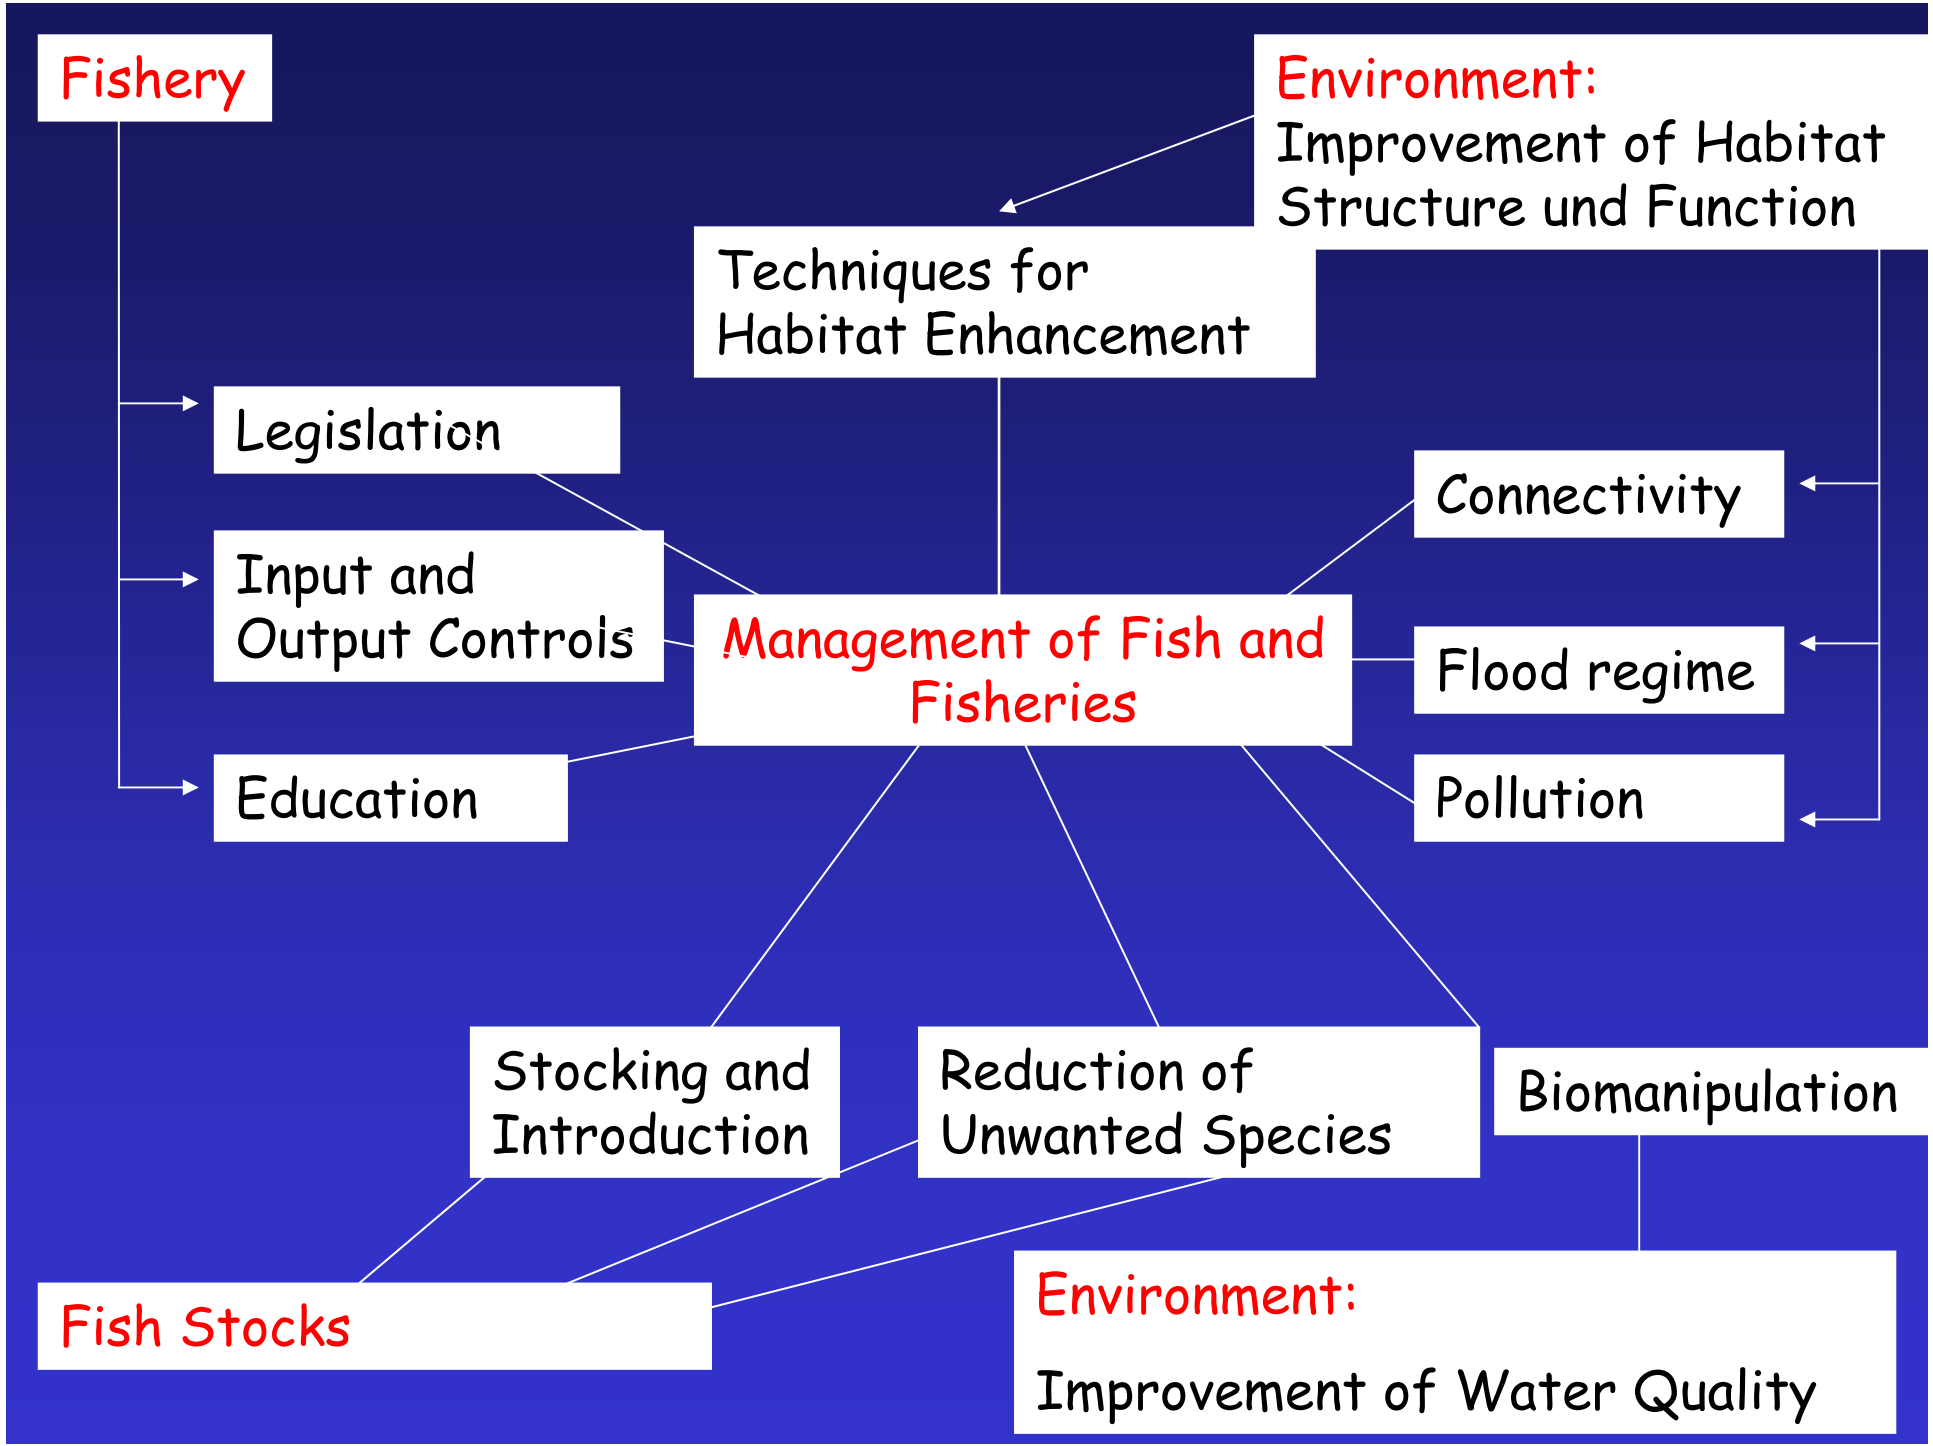 Fishery
Environment:
Improvement of Habitat
Structure und Function
Techniques for
Habitat Enhancement
Legislation
Connectivity
Input and
Output Controls
Management of Fish and
Fisheries
Flood regime
Education
Pollution
Stocking and
Introduction
Reduction of
Unwanted Species
Biomanipulation
Fish Stocks
Environment:
Improvement of Water Quality